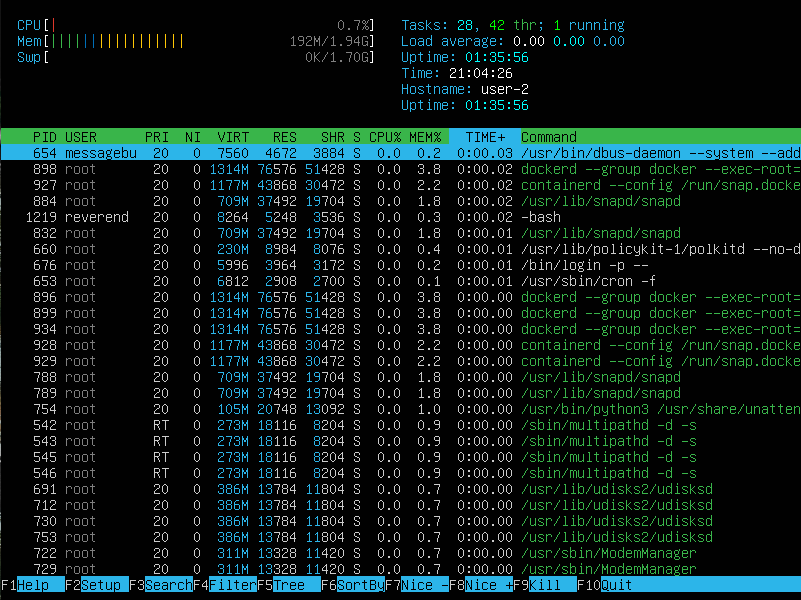 CPU[| 0.7%] Tasks: 28, 42 thr; 1 running
Mem[||||||||||||||||| 192M/1.94G] Load average: 0.00 0.00 0.00
Swp[ 0K/1.70G] Uptime: 01:35:56
Time: 21:04:26
Hostname: user-2
Uptime: 01:35:56
PID USER PRI NI VIRT RES SHR S CPU% MEM% TIME+ Command
654 messagebu 20 0 7560 4672 3884 S 0.0 0.2 0:00.03 /usr/bin/dbus-daemon --system --add
898 root 20 0 1314M 76576 51428 S 0.0 3.8 0:00.02 dockerd --group docker --exec-root=
927 root 20 0 1177M 43868 30472 S 0.0 2.2 0:00.02 containerd --config /run/snap.docke
884 root 20 0 709M 37492 19704 S 0.0 1.8 0:00.02 /usr/lib/snapd/snapd
1219 reverend 20 0 8264 5248 3536 S 0.0 0.3 0:00.02 -bash
832 root 20 0 709M 37492 19704 S 0.0 1.8 0:00.01 /usr/lib/snapd/snapd
660 root 20 0 230M 8984 8076 S 0.0 0.4 0:00.01 /usr/lib/policykit-1/polkitd --no-d
676 root 20 0 5996 3964 3172 S 0.0 0.2 0:00.01 /bin/login -p --
653 root 20 0 6812 2908 2700 S 0.0 0.1 0:00.01 /usr/sbin/cron -f
896 root 20 0 1314M 76576 51428 S 0.0 3.8 0:00.00 dockerd --group docker --exec-root=
899 root 20 0 1314M 76576 51428 S 0.0 3.8 0:00.00 dockerd --group docker --exec-root=
934 root 20 0 1314M 76576 51428 S 0.0 3.8 0:00.00 dockerd --group docker --exec-root=
928 root 20 0 1177M 43868 30472 S 0.0 2.2 0:00.00 containerd --config /run/snap.docke
929 root 20 0 1177M 43868 30472 S 0.0 2.2 0:00.00 containerd --config /run/snap.docke
788 root 20 0 709M 37492 19704 S 0.0 1.8 0:00.00 /usr/lib/snapd/snapd
789 root 20 0 709M 37492 19704 S 0.0 1.8 0:00.00 /usr/lib/snapd/snapd
754 root 20 0 105M 20748 13092 S 0.0 1.0 0:00.00 /usr/bin/python3 /usr/share/unatten
542 root RT 0 273M 18116 8204 S 0.0 0.9 0:00.00 /sbin/multipathd -d -s
543 root RT 0 273M 18116 8204 S 0.0 0.9 0:00.00 /sbin/multipathd -d -s
545 root RT 0 273M 18116 8204 S 0.0 0.9 0:00.00 /sbin/multipathd -d -s
546 root RT 0 273M 18116 8204 S 0.0 0.9 0:00.00 /sbin/multipathd -d -s
691 root 20 0 386M 13784 11804 S 0.0 0.7 0:00.00 /usr/lib/udisks2/udisksd
712 root 20 0 386M 13784 11804 S 0.0 0.7 0:00.00 /usr/lib/udisks2/udisksd
730 root 20 0 386M 13784 11804 S 0.0 0.7 0:00.00 /usr/lib/udisks2/udisksd
753 root 20 0 386M 13784 11804 S 0.0 0.7 0:00.00 /usr/lib/udisks2/udisksd
722 root 20 0 311M 13328 11420 S 0.0 0.7 0:00.00 /usr/sbin/ModemManager
729 root 20 0 311M 13328 11420 S 0.0 0.7 0:00.00 /usr/sbin/ModemManager
F1Help F2Setup F3SearchF4FilterF5Tree F6SortByF7Nice -F8Nice +F9Kill F10Quit